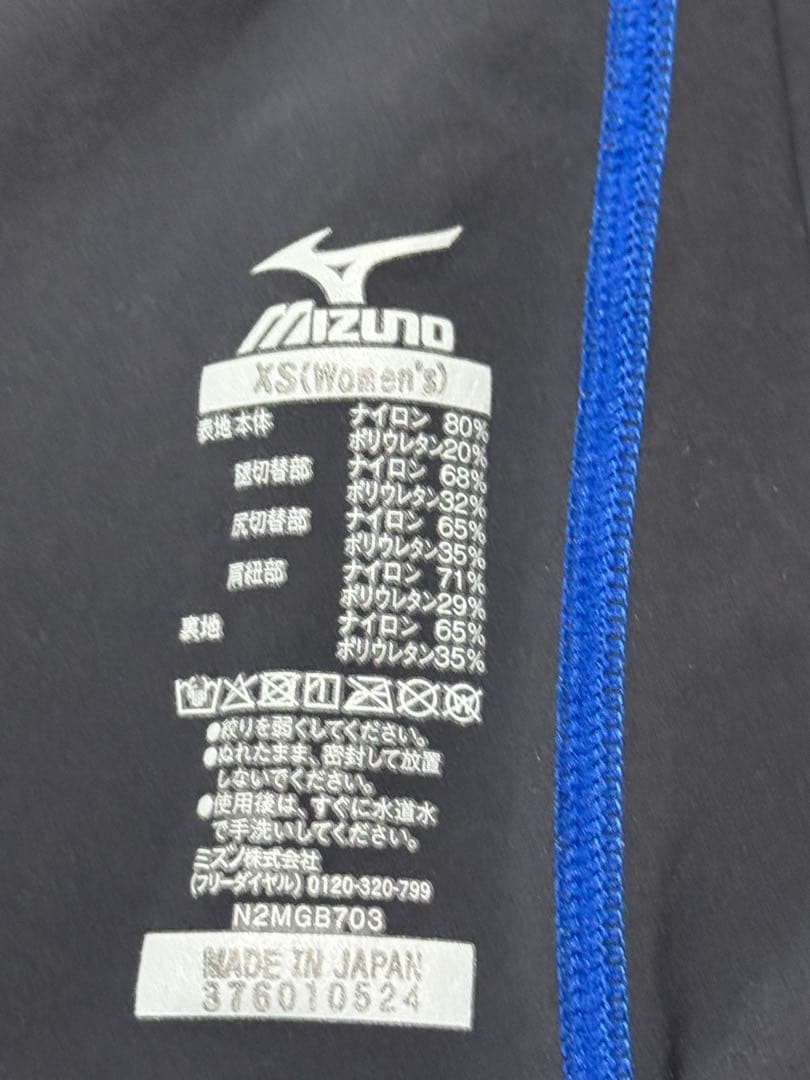 MIZUNO
XS(Women's)
表地 本体 ナイロン 80%
ポリウレタン20%
腿切替部 ナイロン 68%
ポリウレタン32%
尻切替部 ナイロン 65%
ポリウレタン35%
肩紐部 ナイロン 71%
ポリウレタン29%
裏地 ナイロン 65%
ポリウレタン35%
●絞りを弱くしてください。
●ぬれたまま、密封して放置
しないでください。
●使用後は、すぐに水道水
で手洗いしてください。
ミズノ株式会社
(フリーダイヤル) 0120-320-799
N2MGB703
MADE IN JAPAN
376010524